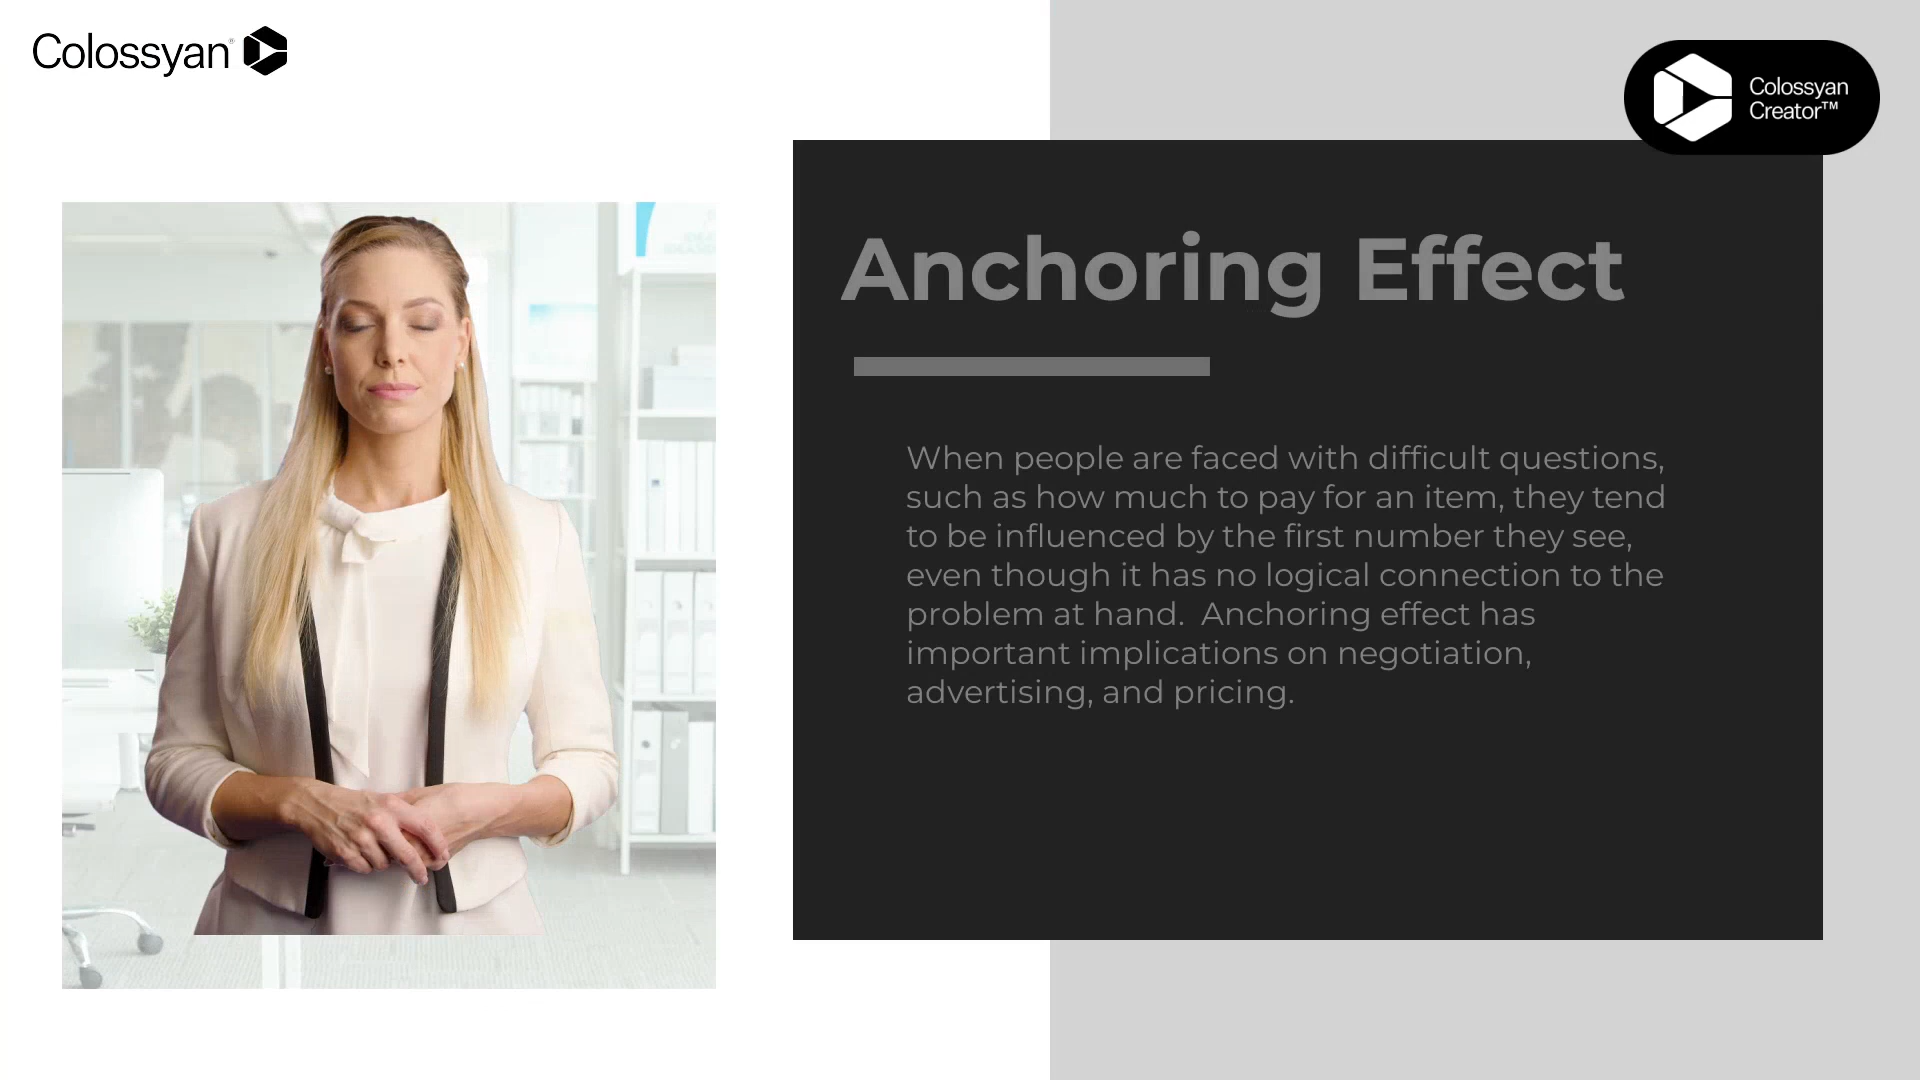 Colossyan®
Colossyan
Creator™
Anchoring Effect
When people are faced with difficult questions,
such as how much to pay for an item, they tend
to be influenced by the first number they see,
even though it has no logical connection to the
problem at hand.  Anchoring effect has
important implications on negotiation,
advertising, and pricing.